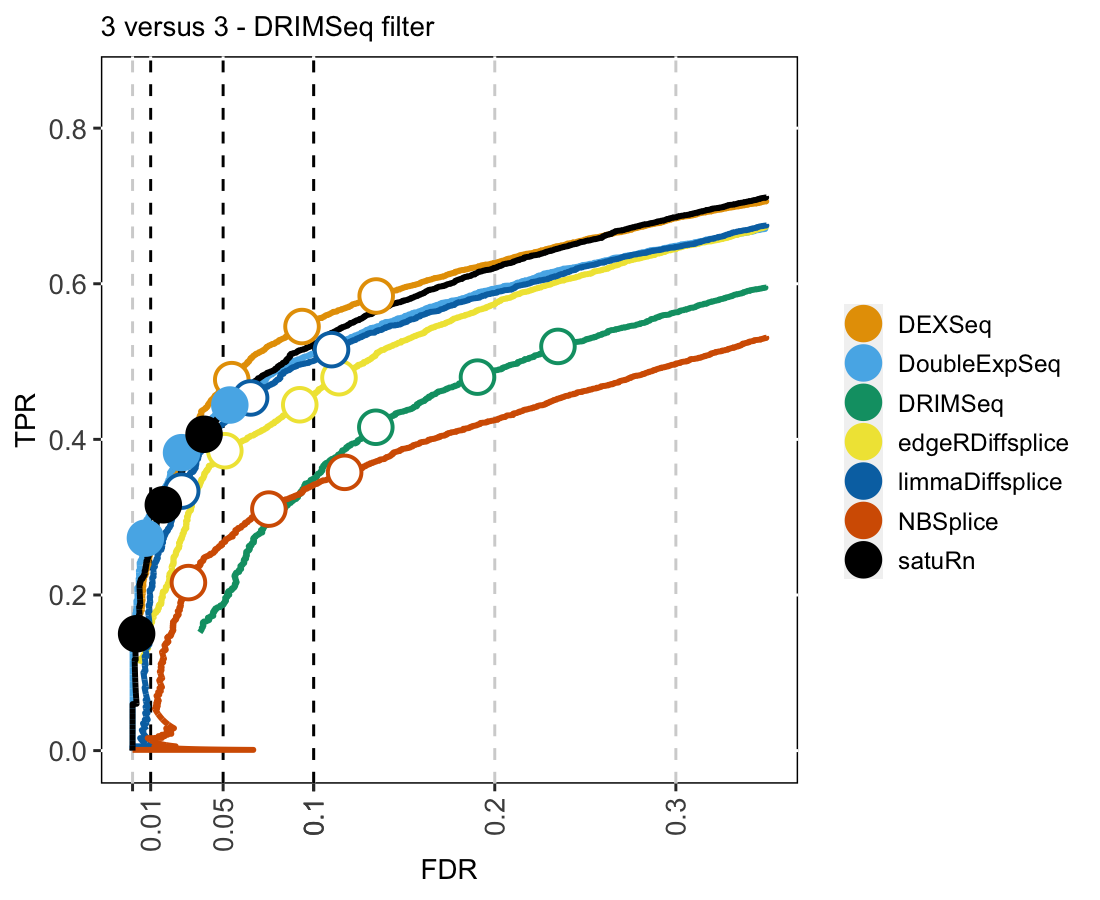 3 versus 3 - DRIMSeq filter
TPR
0.8
0.6
0.4
0.2
0.0
0.01
0.05
0.1
0.2
0.3
FDR
DEXSeq
DoubleExpSeq
DRIMSeq
edgeRDiffsplice
limmaDiffsplice
NBSplice
satuRn